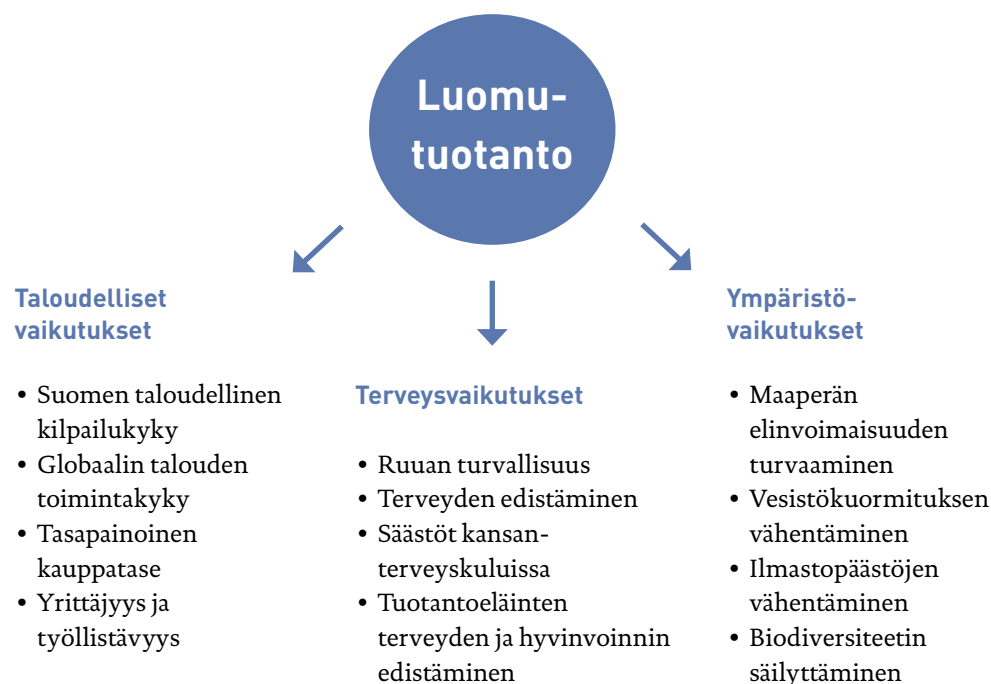 Luomu-
tuotanto
Taloudelliset
vaikutukset
• Suomen taloudellinen
kilpailukyky
• Globaalin talouden
toimintakyky
• Tasapainoinen
kauppatase
• Yrittäjyys ja
työllistävyys
Terveysvaikutukset
• Ruuan turvallisuus
• Terveyden edistäminen
• Säästöt kansan-
terveyskuluissa
• Tuotantoeläinten
terveyden ja hyvinvoinnin
edistäminen
Ympäristö-
vaikutukset
• Maaperän
elinvoimaisuuden
turvaaminen
• Vesistökuormituksen
vähentäminen
• Ilmastopäästöjen
vähentäminen
• Biodiversiteetin
säilyttäminen